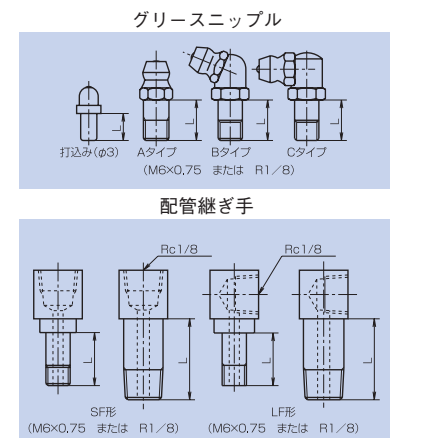 グリースニップル
L L L L
打込み(φ3) Aタイプ Bタイプ Cタイプ
(M6×0.75 または R1／8)
配管継ぎ手
Rc1/8 Rc1/8
L L L L
SF形 LF形
(M6×0.75 または R1／8) (M6×0.75 または R1／8)